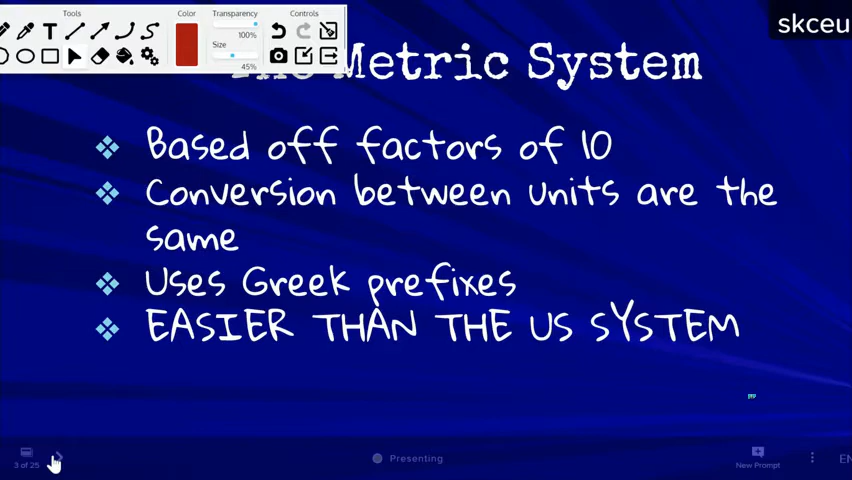 Tools
Color
Transparency
Controls
T
100%
Size
45%
skceu
The Metric System
Based off factors of 10
Conversion between units are the
same
Uses Greek prefixes
EASIER THAN THE US SYSTEM
3 of 25
Presenting
New Prompt
EN